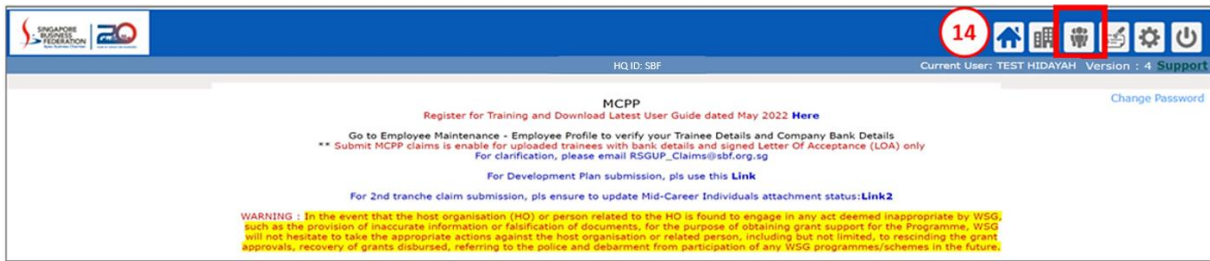 SINGAPORE
BUSINESS
FEDERATION
Apex Business Chamber
20
14
HQ ID: SBF
Current User: TEST HIDAYAH Version : 4 Support
Change Password
MCPP
Register for Training and Download Latest User Guide dated May 2022 Here
Go to Employee Maintenance - Employee Profile to verify your Trainee Details and Company Bank Details
** Submit MCPP claims is enable for uploaded trainees with bank details and signed Letter Of Acceptance (LOA) only
For clarification, please email RSGUP_Claims@sbf.org.sg
For Development Plan submission, pls use this Link
For 2nd tranche claim submission, pls ensure to update Mid-Career Individuals attachment status:Link2
WARNING : In the event that the host organisation (HO) or person related to the HO is found to engage in any act deemed inappropriate by WSG,
such as the provision of inaccurate information or falsification of documents, for the purpose of obtaining grant support for the Programme, WSG
will not hesitate to take the appropriate actions against the host organisation or related person, including but not limited, to rescinding the grant
approvals, recovery of grants disbursed, referring to the police and debarment from participation of any WSG programmes/schemes in the future.